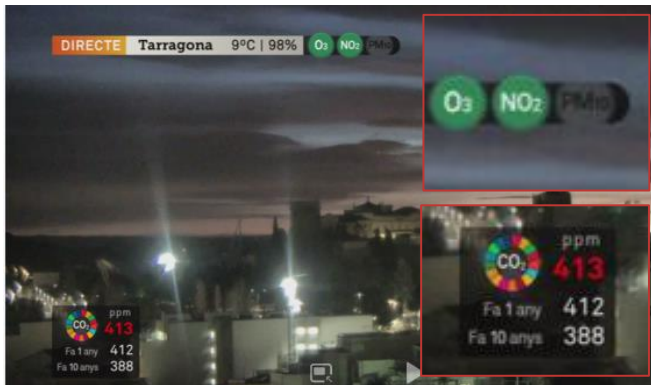 DIRECTE Tarragona 9ºC | 98% O3 NO2 PM10
O3 NO2 PM10
ppm
CO2 413
Fa 1 any 412
Fa 10 anys 388
ppm
CO2 413
Fa 1 any 412
Fa 10 anys 388